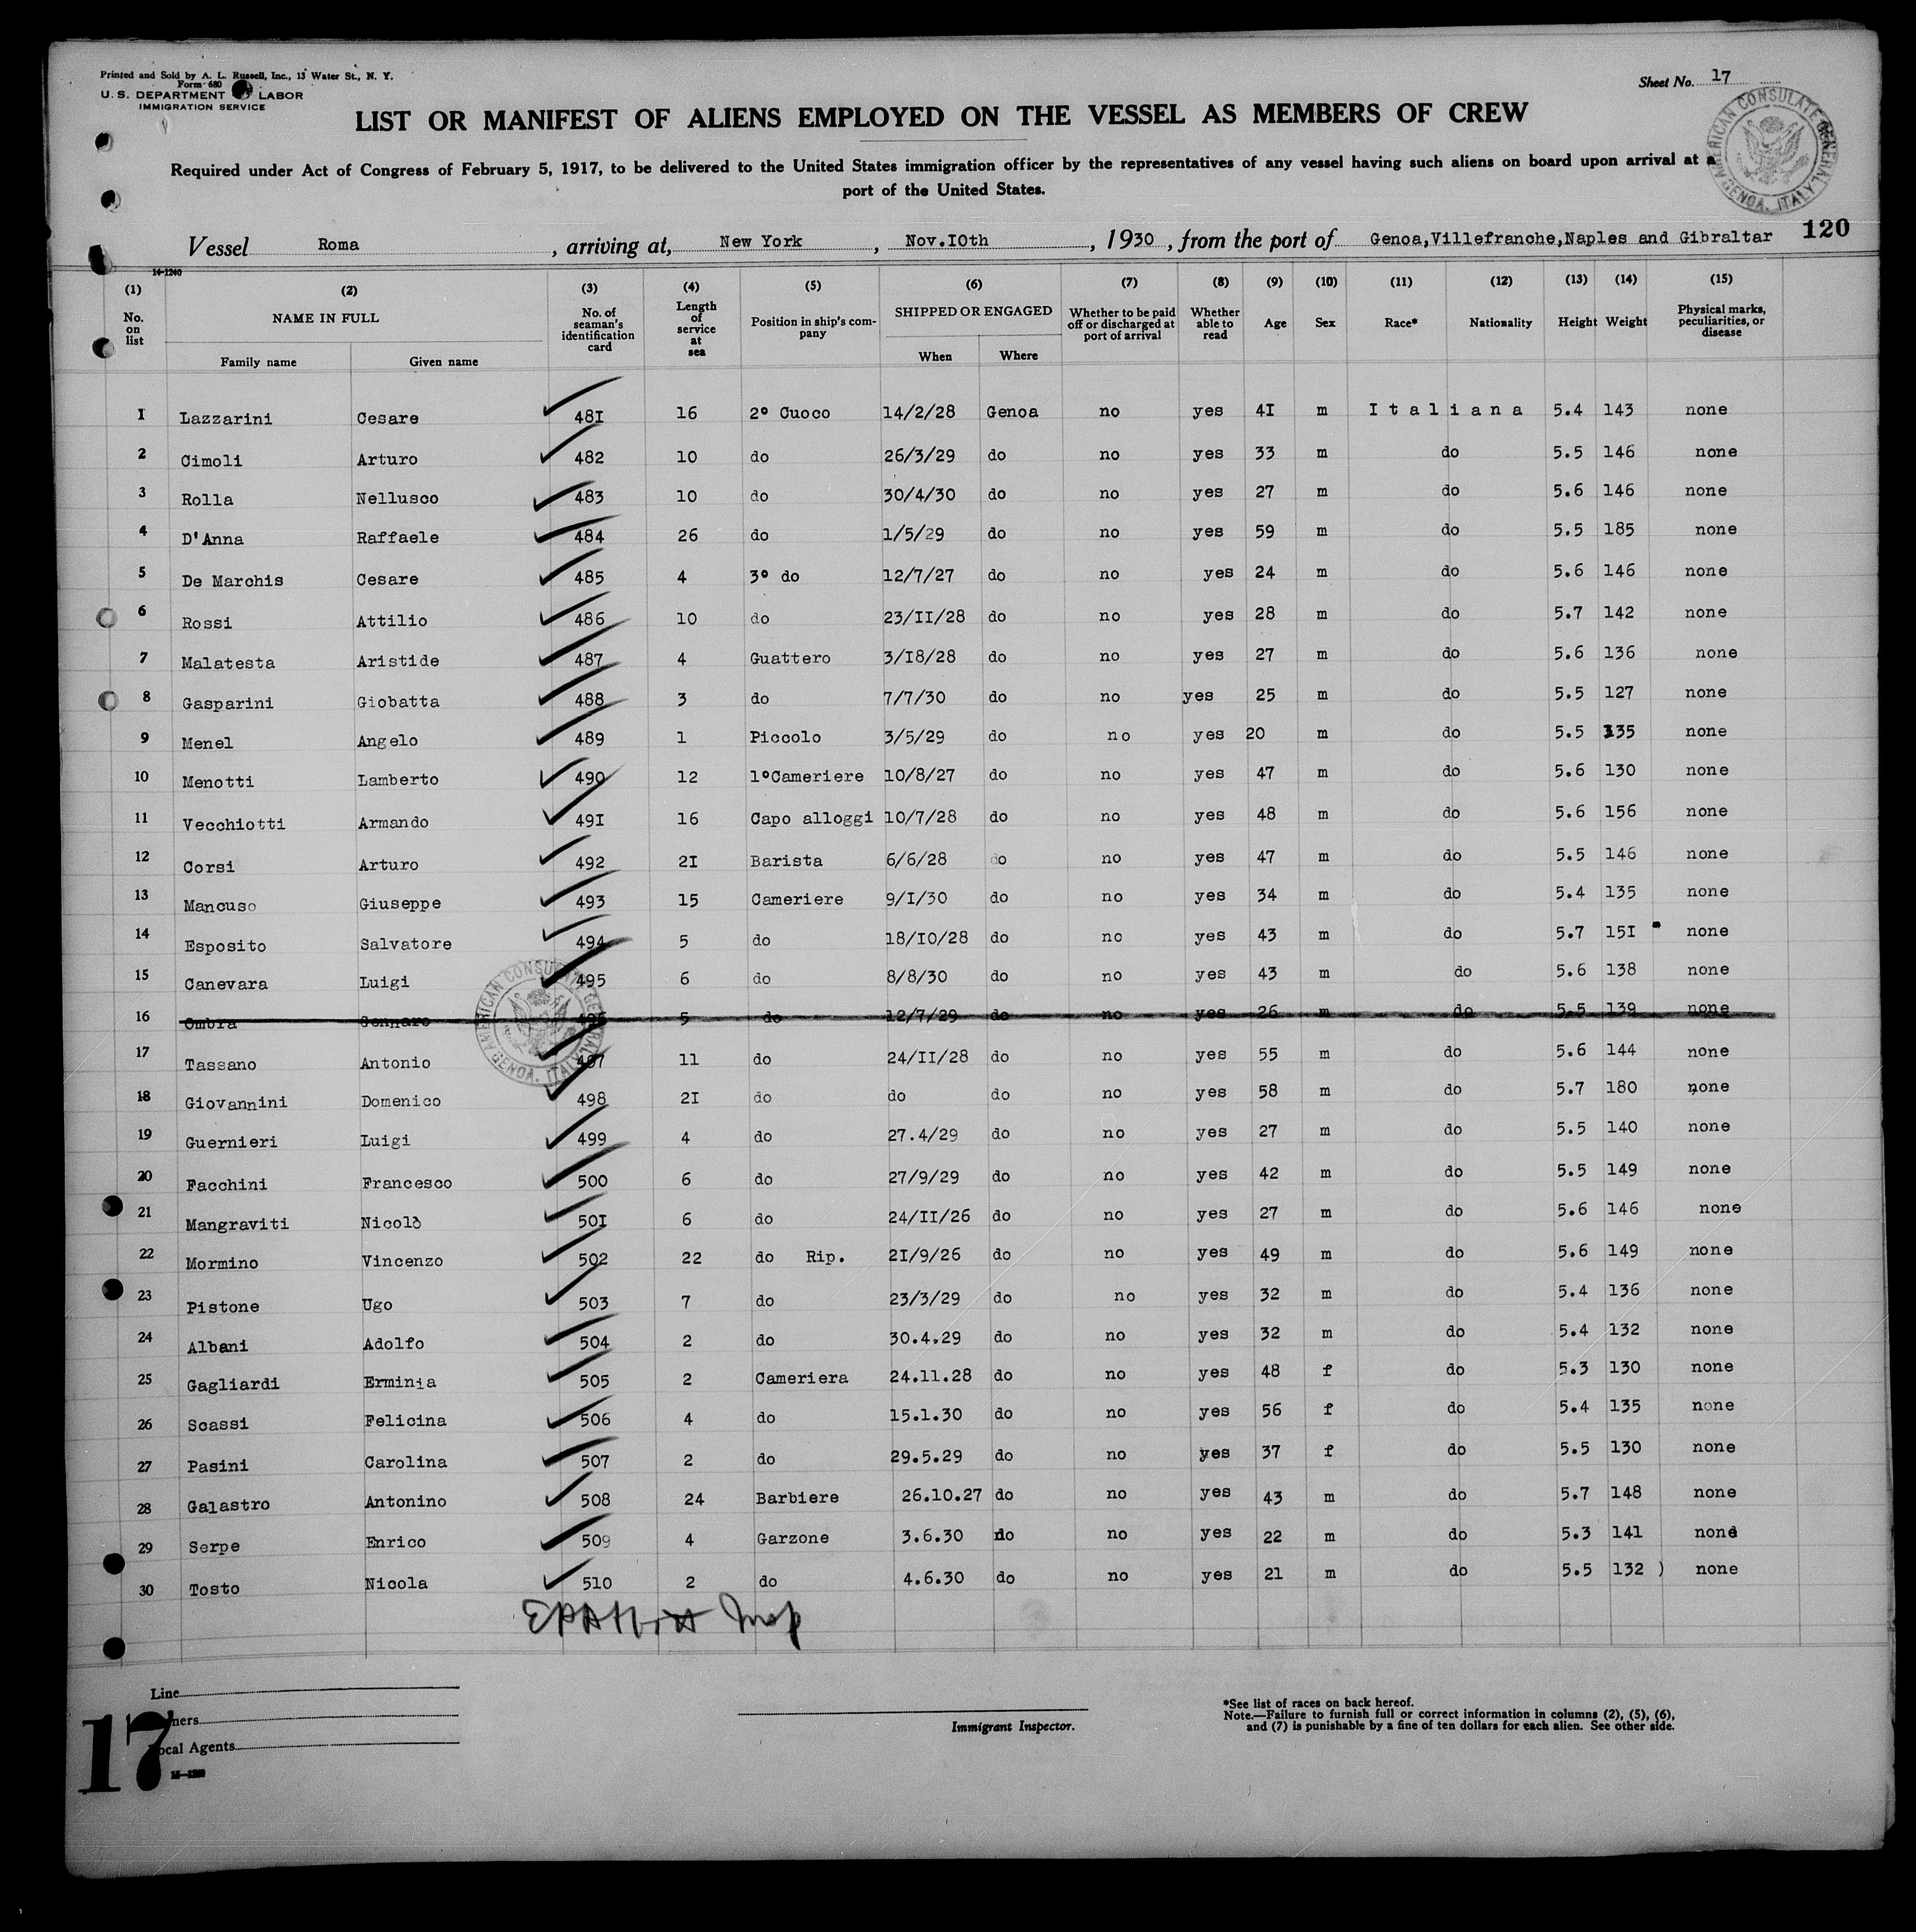 Printed and Sold by A. L. Russell, Inc., 13 Water St., N. Y.
Form 680
U. S. DEPARTMENT LABOR
IMMIGRATION SERVICE
Sheet No. 17
LIST OR MANIFEST OF ALIENS EMPLOYED ON THE VESSEL AS MEMBERS OF CREW
AMERICAN CONSULATE GENERAL GENOA, ITALY
Required under Act of Congress of February 5, 1917, to be delivered to the United States immigration officer by the representatives of any vessel having such aliens on board upon arrival at a
port of the United States.
Vessel Roma, arriving at, New York, Nov.I0th, 1930, from the port of Genoa,Villefranche,Naples and Gibraltar 120
14-1240
(1) (2) (3) (4) (5) (6) (7) (8) (9) (10) (11) (12) (13) (14) (15)
No. on list NAME IN FULL No. of seaman's identification card Length of service at sea Position in ship's company SHIPPED OR ENGAGED Whether to be paid off or discharged at port of arrival Whether able to read Age Sex Race* Nationality Height Weight Physical marks, peculiarities, or disease
Family name Given name When Where
I Lazzarini Cesare 48I 16 2º Cuoco 14/2/28 Genoa no yes 4I m Italiana 5.4 143 none
2 Cimoli Arturo 482 10 do 26/3/29 do no yes 33 m do 5.5 146 none
3 Rolla Nellusco 483 10 do 30/4/30 do no yes 27 m do 5.6 146 none
4 D'Anna Raffaele 484 26 do 1/5/29 do no yes 59 m do 5.5 185 none
5 De Marchis Cesare 485 4 3º do 12/7/27 do no yes 24 m do 5.6 146 none
6 Rossi Attilio 486 10 do 23/II/28 do no yes 28 m do 5.7 142 none
7 Malatesta Aristide 487 4 Guattero 3/I8/28 do no yes 27 m do 5.6 136 none
8 Gasparini Giobatta 488 3 do 7/7/30 do no yes 25 m do 5.5 127 none
9 Menel Angelo 489 1 Piccolo 3/5/29 do no yes 20 m do 5.5 135 none
10 Menotti Lamberto 490 12 1ºCameriere 10/8/27 do no yes 47 m do 5.6 130 none
11 Vecchiotti Armando 49I 16 Capo alloggi 10/7/28 do no yes 48 m do 5.6 156 none
12 Corsi Arturo 492 2I Barista 6/6/28 do no yes 47 m do 5.5 146 none
13 Mancuso Giuseppe 493 15 Cameriere 9/I/30 do no yes 34 m do 5.4 135 none
14 Esposito Salvatore 494 5 do 18/I0/28 do no yes 43 m do 5.7 15I none
15 Canevara Luigi 495 6 do 8/8/30 do no yes 43 m do 5.6 138 none
16 Ombra Gennaro 496 5 do 12/7/29 do no yes 26 m do 5.5 139 none
AMERICAN CONSULATE GENERAL GENOA, ITALY
17 Tassano Antonio 497 11 do 24/II/28 do no yes 55 m do 5.6 144 none
18 Giovannini Domenico 498 2I do do do no yes 58 m do 5.7 180 none
19 Guernieri Luigi 499 4 do 27.4/29 do no yes 27 m do 5.5 140 none
20 Facchini Francesco 500 6 do 27/9/29 do no yes 42 m do 5.5 149 none
21 Mangraviti Nicolò 50I 6 do 24/II/26 do no yes 27 m do 5.6 146 none
22 Mormino Vincenzo 502 22 do Rip. 2I/9/26 do no yes 49 m do 5.6 149 none
23 Pistone Ugo 503 7 do 23/3/29 do no yes 32 m do 5.4 136 none
24 Albani Adolfo 504 2 do 30.4.29 do no yes 32 m do 5.4 132 none
25 Gagliardi Erminia 505 2 Cameriera 24.11.28 do no yes 48 f do 5.3 130 none
26 Scassi Felicina 506 4 do 15.1.30 do no yes 56 f do 5.4 135 none
27 Pasini Carolina 507 2 do 29.5.29 do no yes 37 f do 5.5 130 none
28 Galastro Antonino 508 24 Barbiere 26.10.27 do no yes 43 m do 5.7 148 none
29 Serpe Enrico 509 4 Garzone 3.6.30 do no yes 22 m do 5.3 141 none
30 Tosto Nicola 510 2 do 4.6.30 do no yes 21 m do 5.5 132 ) none
Line
Immigrant Inspector.
Agents
17
*See list of races on back hereof.
Note.—Failure to furnish full or correct information in columns (2), (5), (6),
and (7) is punishable by a fine of ten dollars for each alien. See other side.